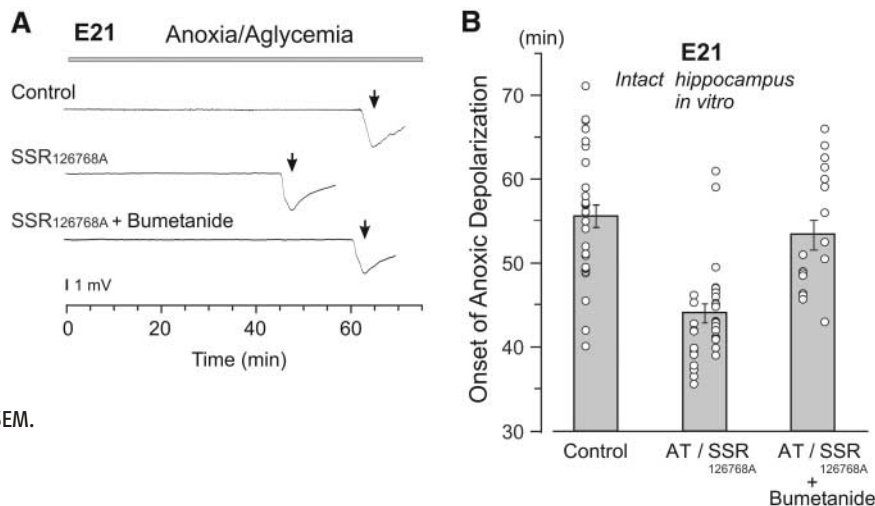 A
E21 Anoxia/Aglycemia
Control
SSR126768A
SSR126768A + Bumetanide
1 mV
0 20 40 60
Time (min)
SEM.
B
(min)
E21
Intact hippocampus
in vitro
Onset of Anoxic Depolarization
70
60
50
40
30
Control
AT / SSR
126768A
AT / SSR
126768A
+
Bumetanide